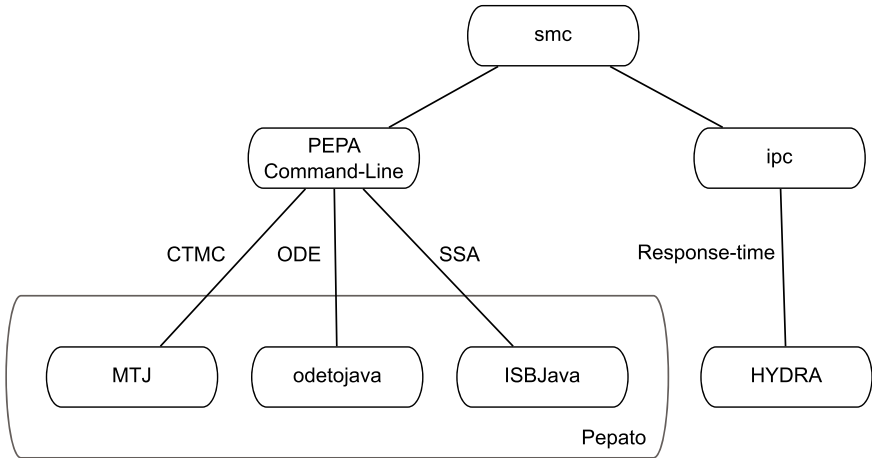 smc
PEPA
Command-Line
ipc
CTMC
ODE
SSA
Response-time
MTJ
odetojava
ISBJava
HYDRA
Pepato